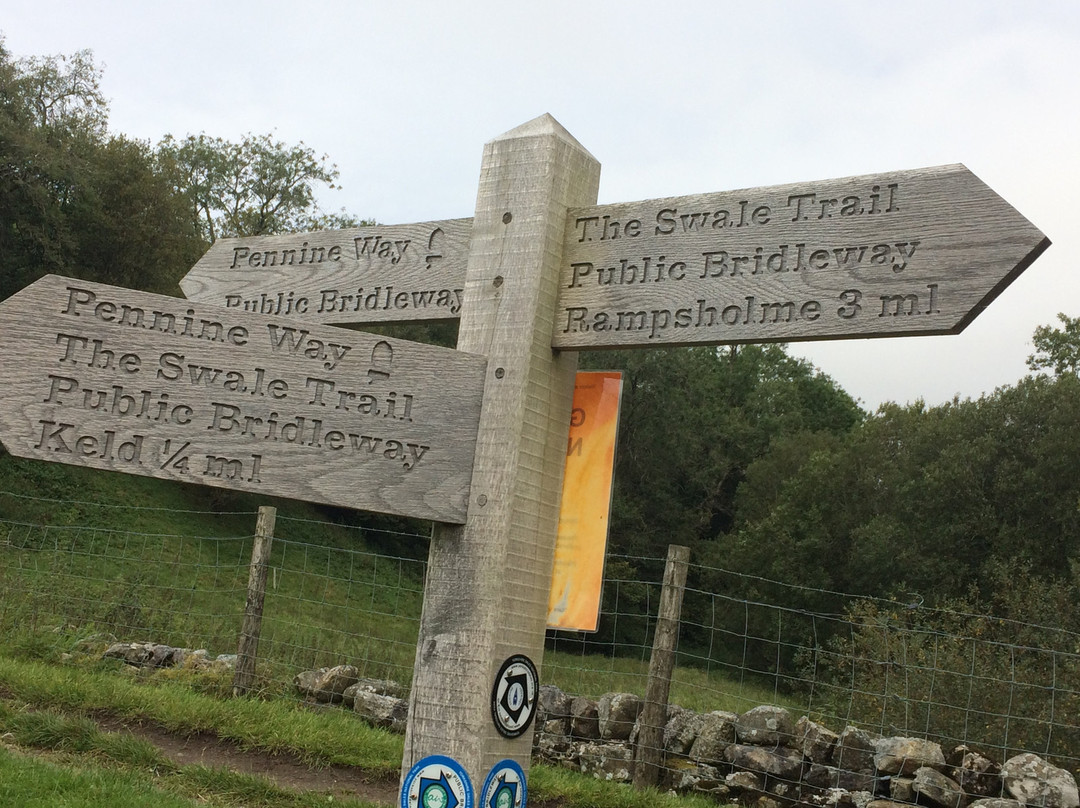 Pennine Way
Public Bridleway
The Swale Trail
Public Bridleway
Rampsholme 3 ml
Pennine Way
The Swale Trail
Public Bridleway
Keld ¼ ml